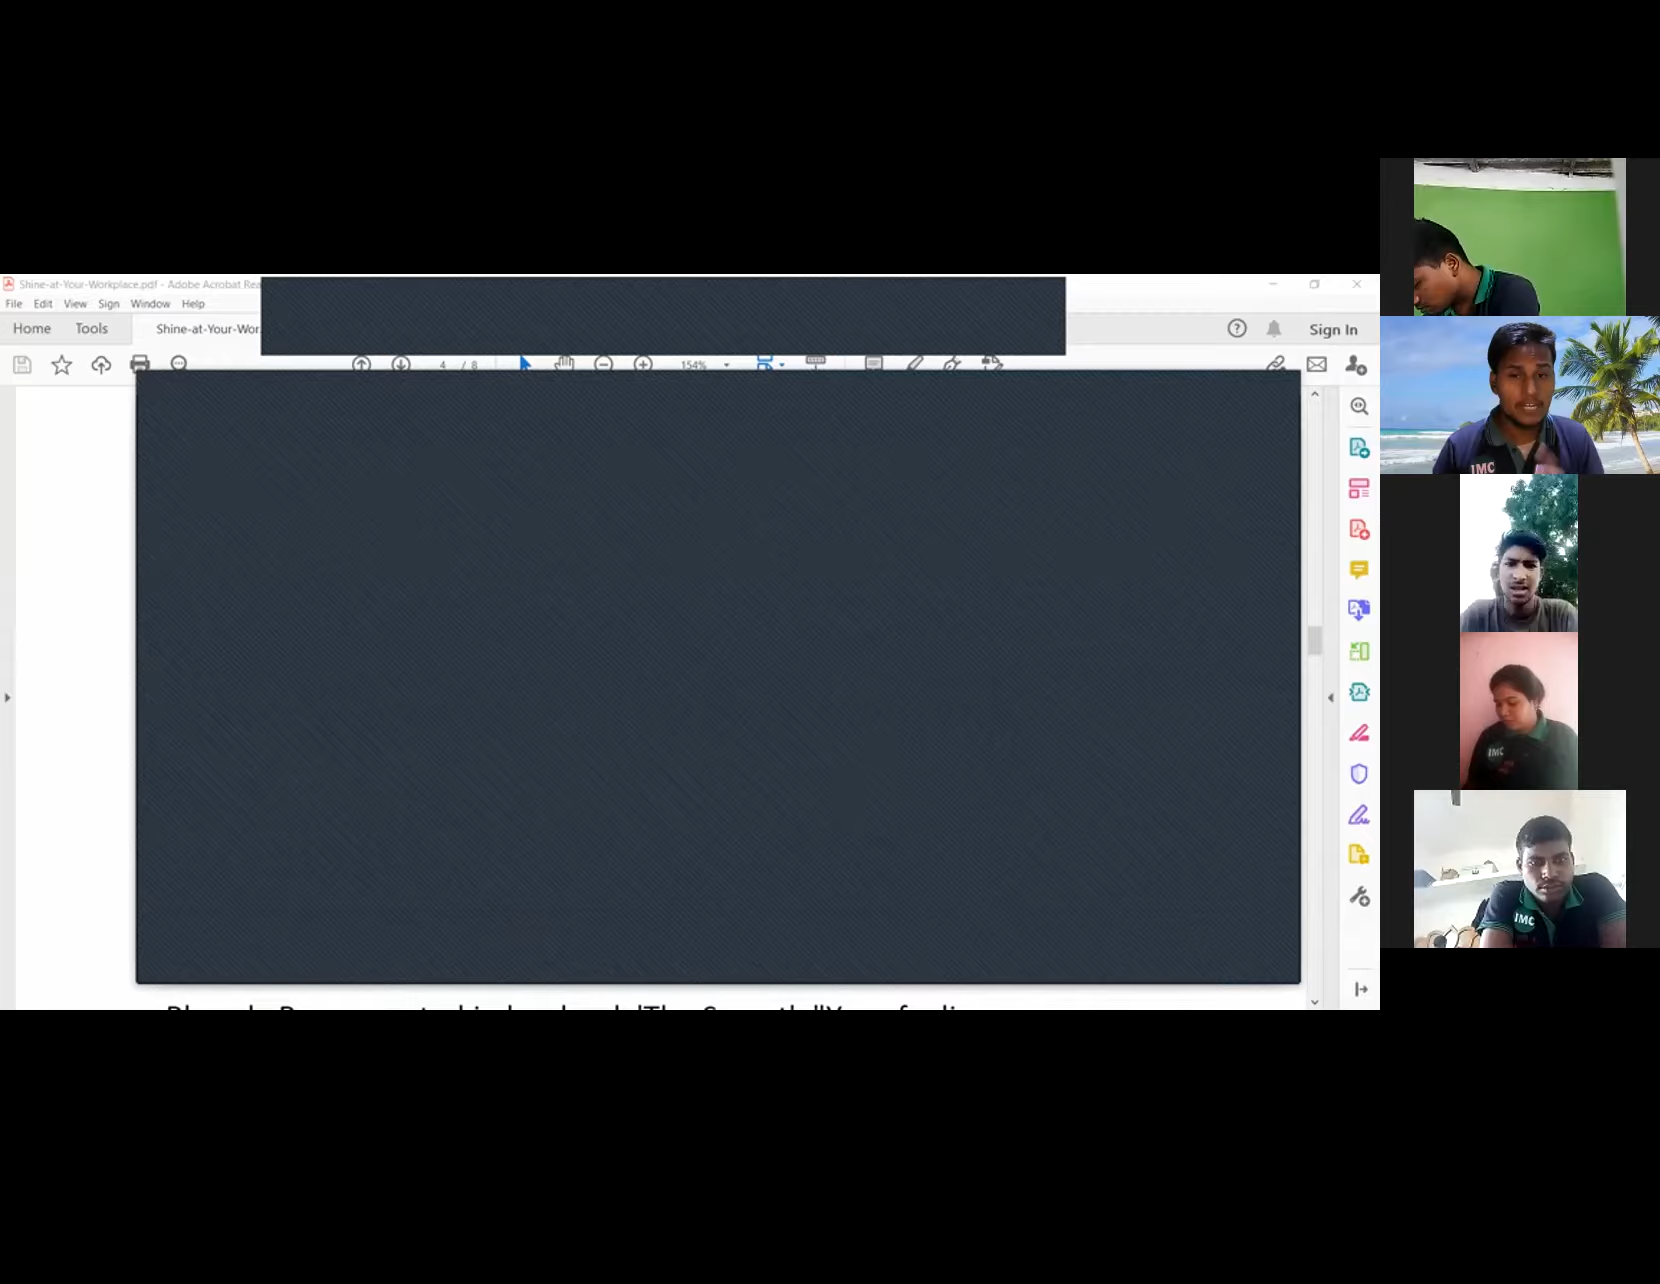 Shine-at-Your-Workplace.pdf - Adobe Acrobat Rea
File Edit View Sign Window Help
Home Tools Shine-at-Your-Wor. Sign In
4 / 8 154%
IMC
IMC
IMC